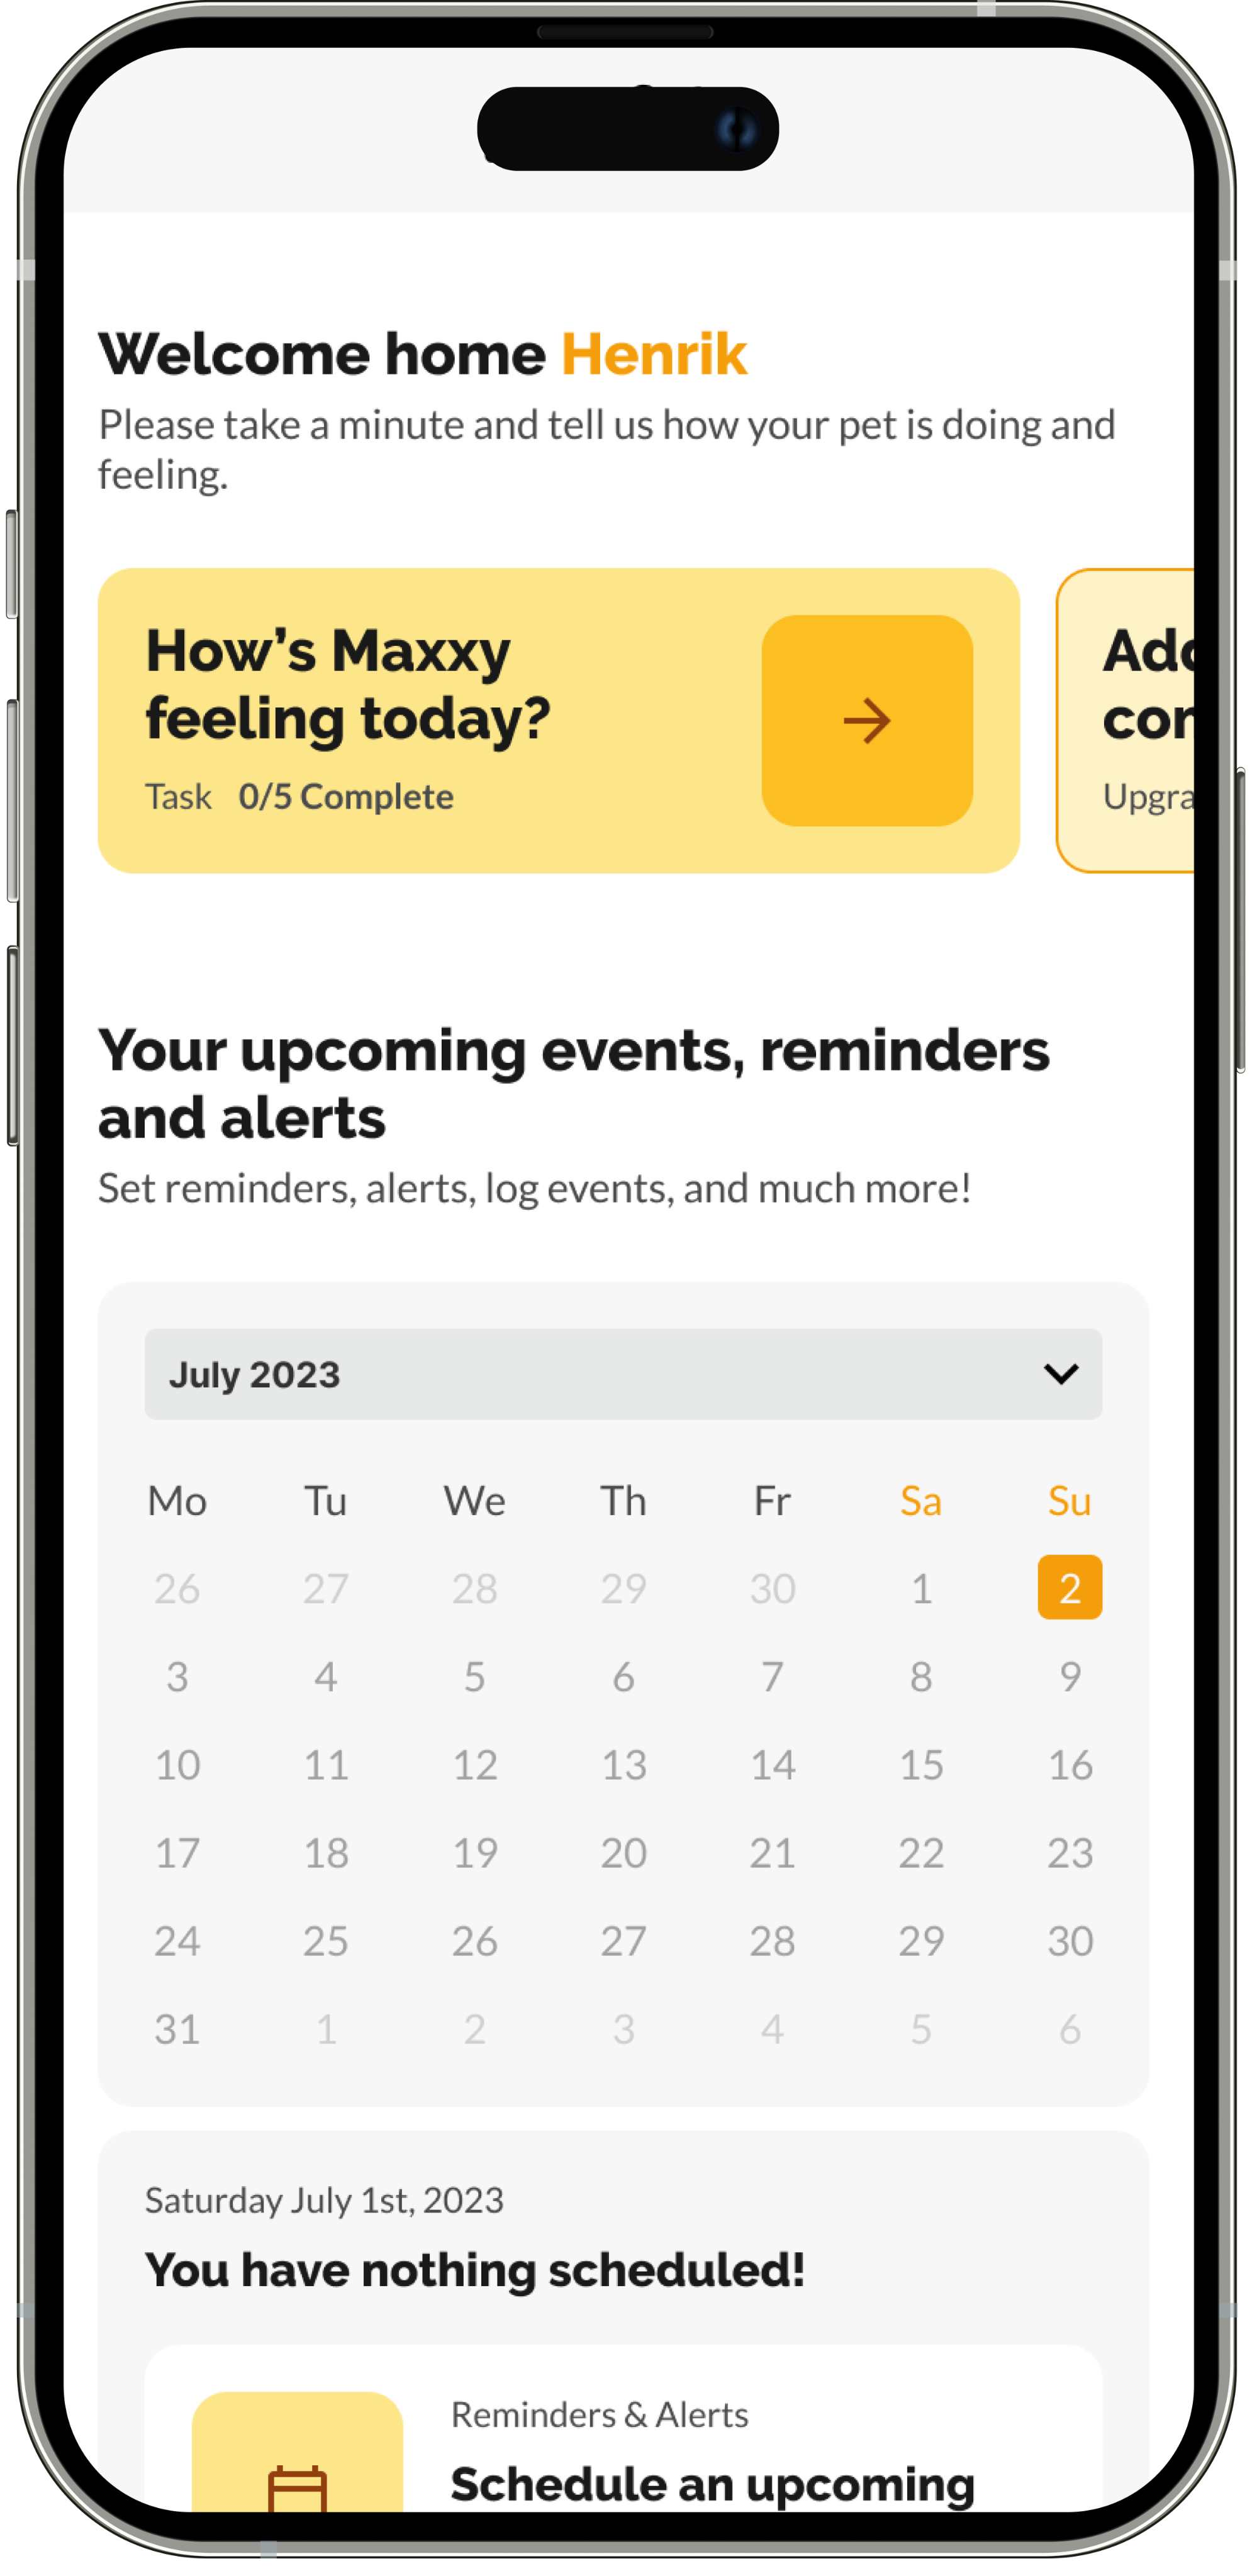 Welcome home Henrik
Please take a minute and tell us how your pet is doing and
feeling.
How's Maxxy
feeling today?
Task 0/5 Complete
Your upcoming events, reminders
and alerts
Set reminders, alerts, log events, and much more!
July 2023
Mo Tu We Th Fr Sa Su
26 27 28 29 30 1 2
3 4 5 6 7 8 9
10 11 12 13 14 15 16
17 18 19 20 21 22 23
24 25 26 27 28 29 30
31 1 2 3 4 5 6
Saturday July 1st, 2023
You have nothing scheduled!
Reminders & Alerts
Schedule an upcoming